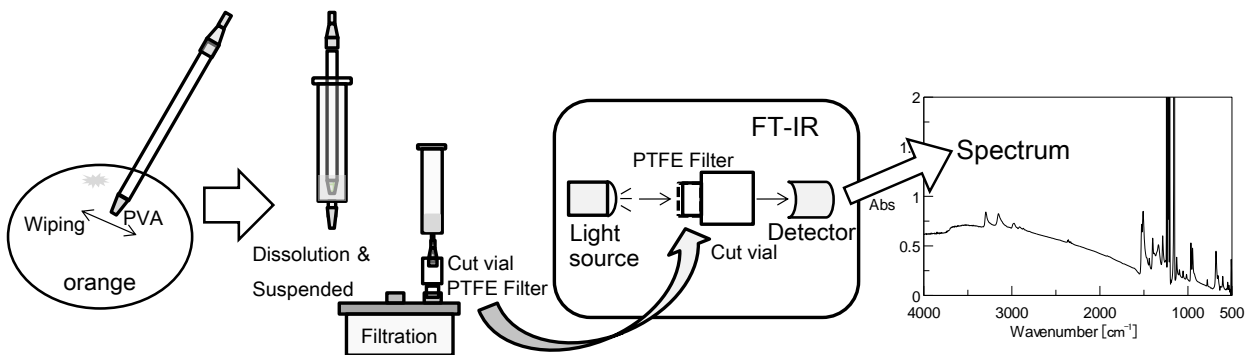 Wiping
PVA
orange
Dissolution &
Suspended
Cut vial
PTFE Filter
Filtration
FT-IR
PTFE Filter
Light
source
Cut vial
Detector
Spectrum
2
1.
Abs
0.5
0
4000
3000
2000
1000
500
Wavenumber [cm⁻¹]